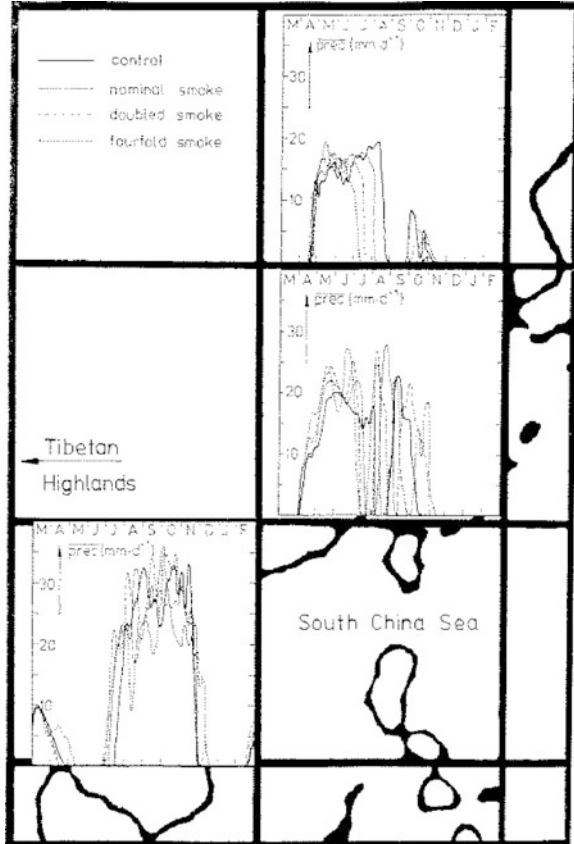 control
nominal smoke
doubled smoke
fourfold smoke
M A M J J A S O N D J F
prec (mm·d⁻¹)
30
20
10
M A M J J A S O N D J F
prec (mm·d⁻¹)
30
20
10
Tibetan
Highlands
M A M J J A S O N D J F
prec (mm·d⁻¹)
30
20
10
South China Sea